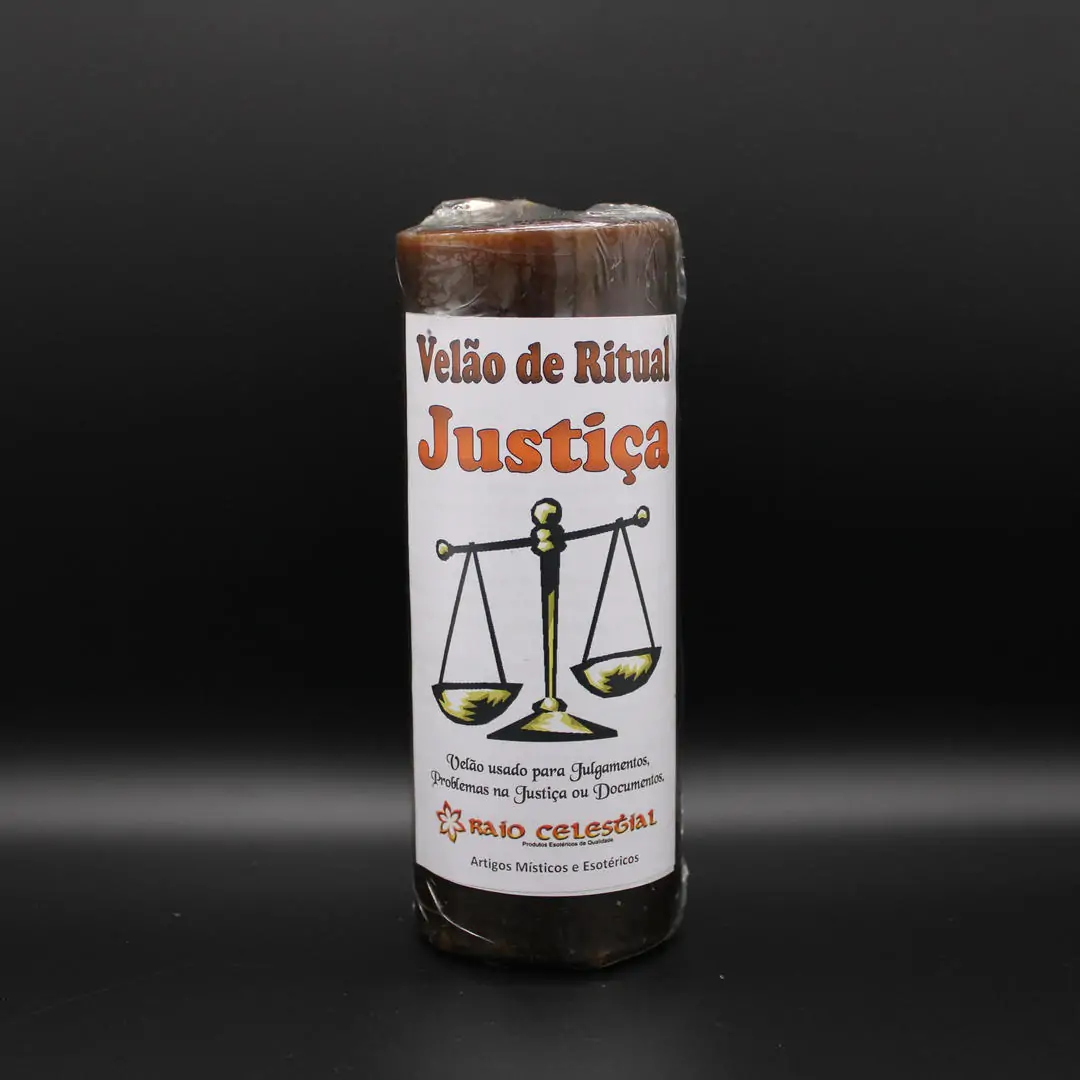 Velão de Ritual
Justiça
Velão usado para Julgamentos,
Problemas na Justiça ou Documentos.
RAIO CELESTIAL
Produtos Esotéricos de Qualidade
Artigos Místicos e Esotéricos